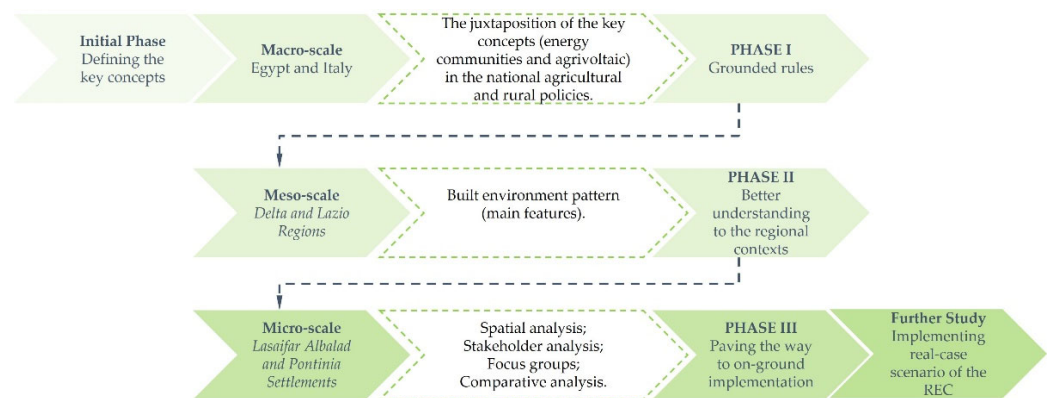 Initial Phase
Defining the
key concepts
Macro-scale
Egypt and Italy
The juxtaposition of the key
concepts (energy
communities and agrivoltaic)
in the national agricultural
and rural policies.
PHASE I
Grounded rules
Meso-scale
Delta and Lazio
Regions
Built environment pattern
(main features).
PHASE II
Better
understanding
to the regional
contexts
Micro-scale
Lasaifar Albalad
and Pontinia
Settlements
Spatial analysis;
Stakeholder analysis;
Focus groups;
Comparative analysis.
PHASE III
Paving the way
to on-ground
implementation
Further Study
Implementing
real-case
scenario of the
REC